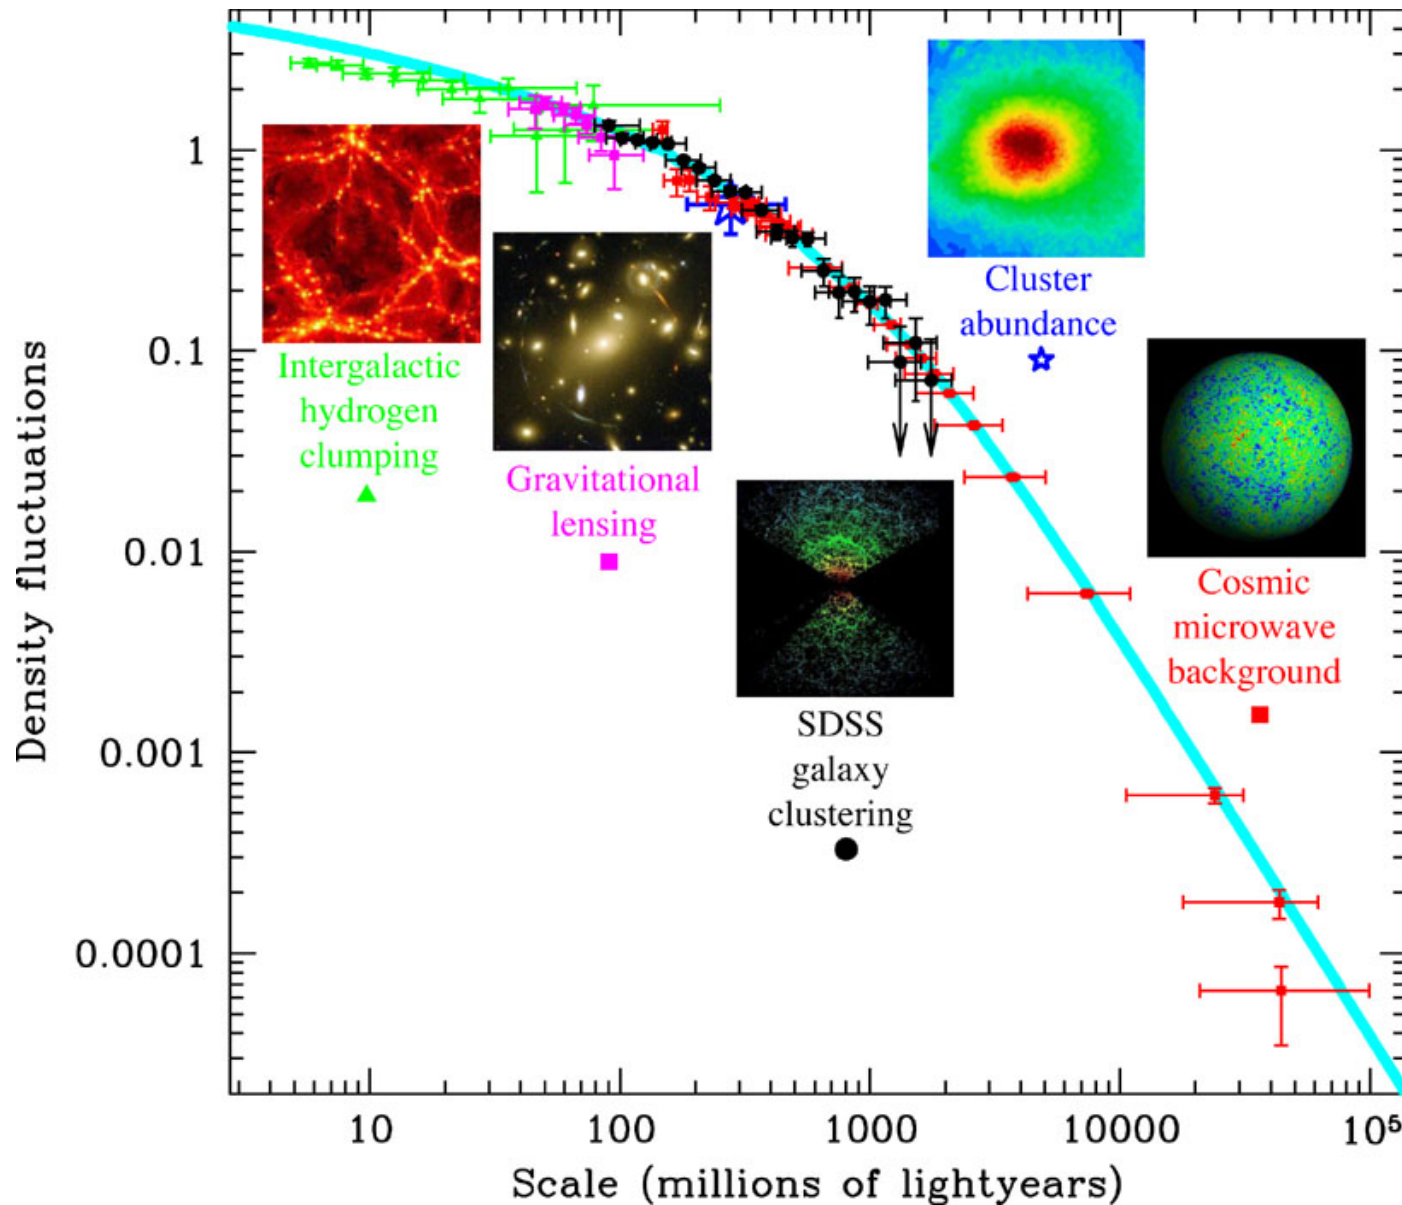 Density fluctuations
1
0.1
0.01
0.001
0.0001
Intergalactic
hydrogen
clumping
Gravitational
lensing
SDSS
galaxy
clustering
Cluster
abundance
Cosmic
microwave
background
10
100
1000
10000
10⁵
Scale (millions of lightyears)